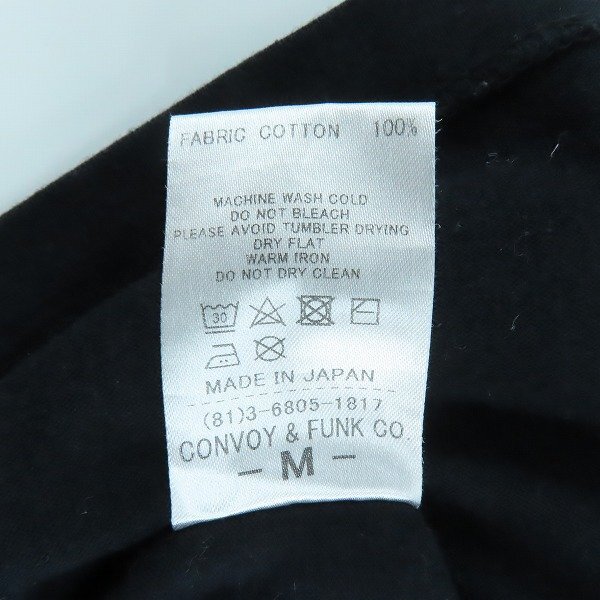 FABRIC COTTON 100%
MACHINE WASH COLD
DO NOT BLEACH
PLEASE AVOID TUMBLER DRYING
DRY FLAT
WARM IRON
DO NOT DRY CLEAN
30
MADE IN JAPAN
(81)3-6805-1817
CONVOY & FUNK CO.
- M -